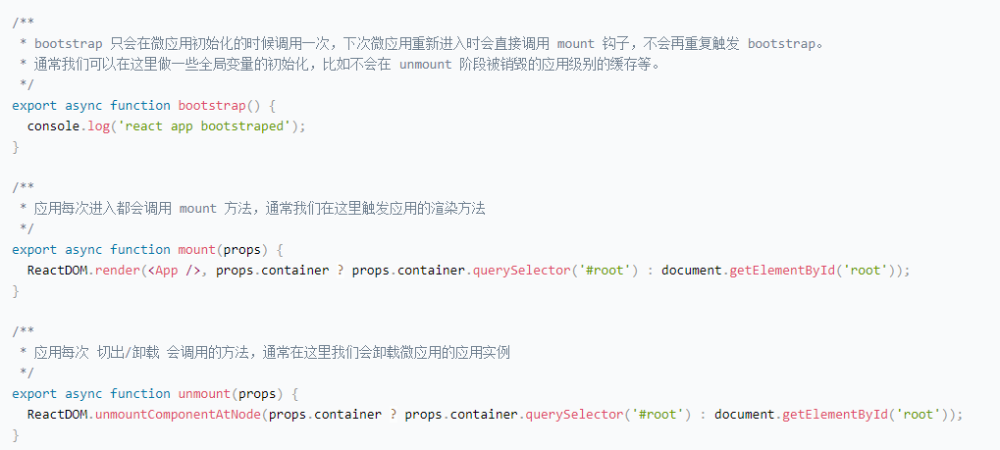 /**
 * bootstrap 只会在微应用初始化的时候调用一次，下次微应用重新进入时会直接调用 mount 钩子，不会再重复触发 bootstrap。
 * 通常我们可以在这里做一些全局变量的初始化，比如不会在 unmount 阶段被销毁的应用级别的缓存等。
 */
export async function bootstrap() {
  console.log('react app bootstraped');
}

/**
 * 应用每次进入都会调用 mount 方法，通常我们在这里触发应用的渲染方法
 */
export async function mount(props) {
  ReactDOM.render(<App />, props.container ? props.container.querySelector('#root') : document.getElementById('root'));
}

/**
 * 应用每次 切出/卸载 会调用的方法，通常在这里我们会卸载微应用的应用实例
 */
export async function unmount(props) {
  ReactDOM.unmountComponentAtNode(props.container ? props.container.querySelector('#root') : document.getElementById('root'));
}